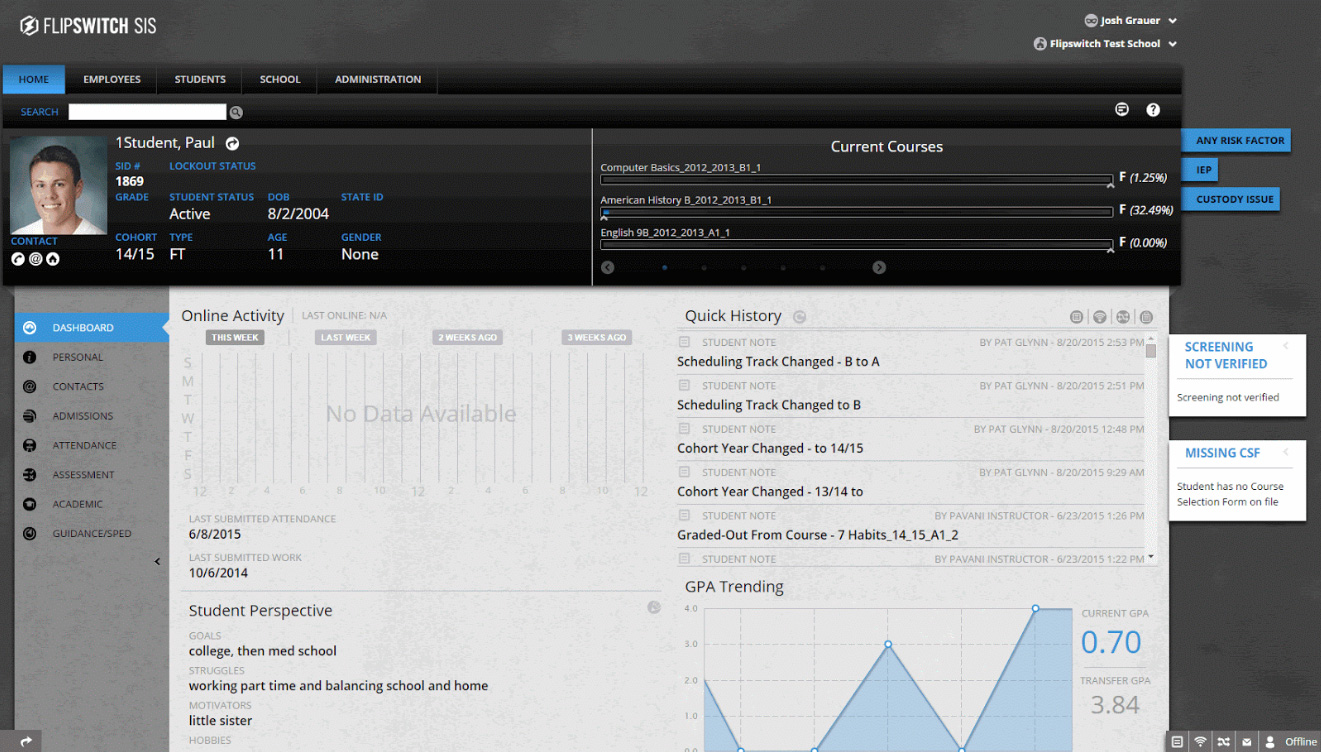 FLIPSWITCH SIS
Josh Grauer
Flipswitch Test School
HOME EMPLOYEES STUDENTS SCHOOL ADMINISTRATION
SEARCH
?
1Student, Paul
SID # LOCKOUT STATUS
1869
GRADE STUDENT STATUS DOB STATE ID
Active 8/2/2004
CONTACT COHORT TYPE AGE GENDER
14/15 FT 11 None
Current Courses
Computer Basics_2012_2013_B1_1
F (1.25%)
American History B_2012_2013_B1_1
F (32.49%)
English 9B_2012_2013_A1_1
F (0.00%)
ANY RISK FACTOR
IEP
CUSTODY ISSUE
DASHBOARD
PERSONAL
CONTACTS
ADMISSIONS
ATTENDANCE
ASSESSMENT
ACADEMIC
GUIDANCE/SPED
Online Activity LAST ONLINE: N/A
THIS WEEK LAST WEEK 2 WEEKS AGO 3 WEEKS AGO
S
M
T
W
T
F
S
No Data Available
12 2 4 6 8 10 12 2 4 6 8 10 12
LAST SUBMITTED ATTENDANCE
6/8/2015
LAST SUBMITTED WORK
10/6/2014
Student Perspective
GOALS
college, then med school
STRUGGLES
working part time and balancing school and home
MOTIVATORS
little sister
HOBBIES
Quick History
STUDENT NOTE BY PAT GLYNN - 8/20/2015 2:53 PM
Scheduling Track Changed - B to A
STUDENT NOTE BY PAT GLYNN - 8/20/2015 2:51 PM
Scheduling Track Changed to B
STUDENT NOTE BY PAT GLYNN - 8/20/2015 12:48 PM
Cohort Year Changed - to 14/15
STUDENT NOTE BY PAT GLYNN - 8/20/2015 9:29 AM
Cohort Year Changed - 13/14 to
STUDENT NOTE BY PAVANI INSTRUCTOR - 6/23/2015 1:26 PM
Graded-Out From Course - 7 Habits_14_15_A1_2
STUDENT NOTE BY PAVANI INSTRUCTOR - 6/23/2015 1:22 PM
GPA Trending
4.0
3.0
2.0
1.0
0.0
CURRENT GPA
0.70
TRANSFER GPA
3.84
SCREENING
NOT VERIFIED
Screening not verified
MISSING CSF
Student has no Course
Selection Form on file
Offline